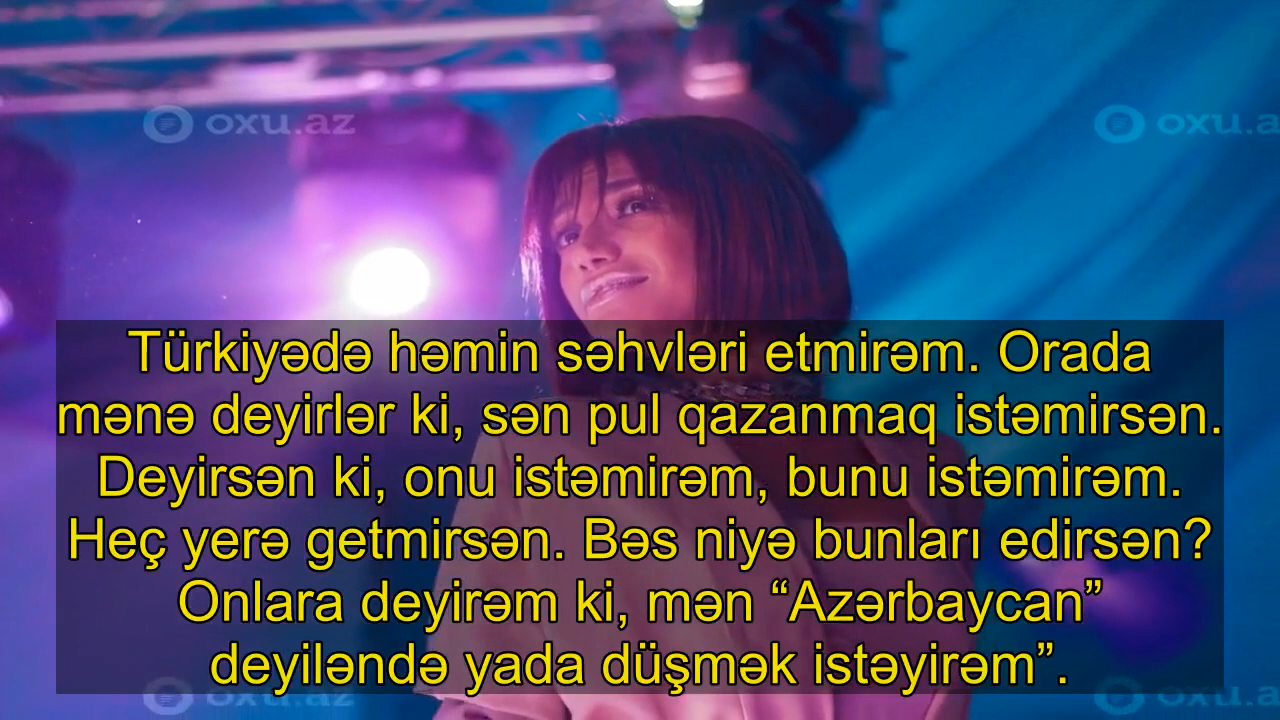 oxu.az
oxu.a
Türkiyədə həmin səhvləri etmirəm. Orada
mənə deyirlər ki, sən pul qazanmaq istəmirsən.
Deyirsən ki, onu istəmirəm, bunu istəmirəm.
Heç yerə getmirsən. Bəs niyə bunları edirsən?
Onlara deyirəm ki, mən “Azərbaycan”
deyiləndə yada düşmək istəyirəm”.
oxu.az
oxu.a